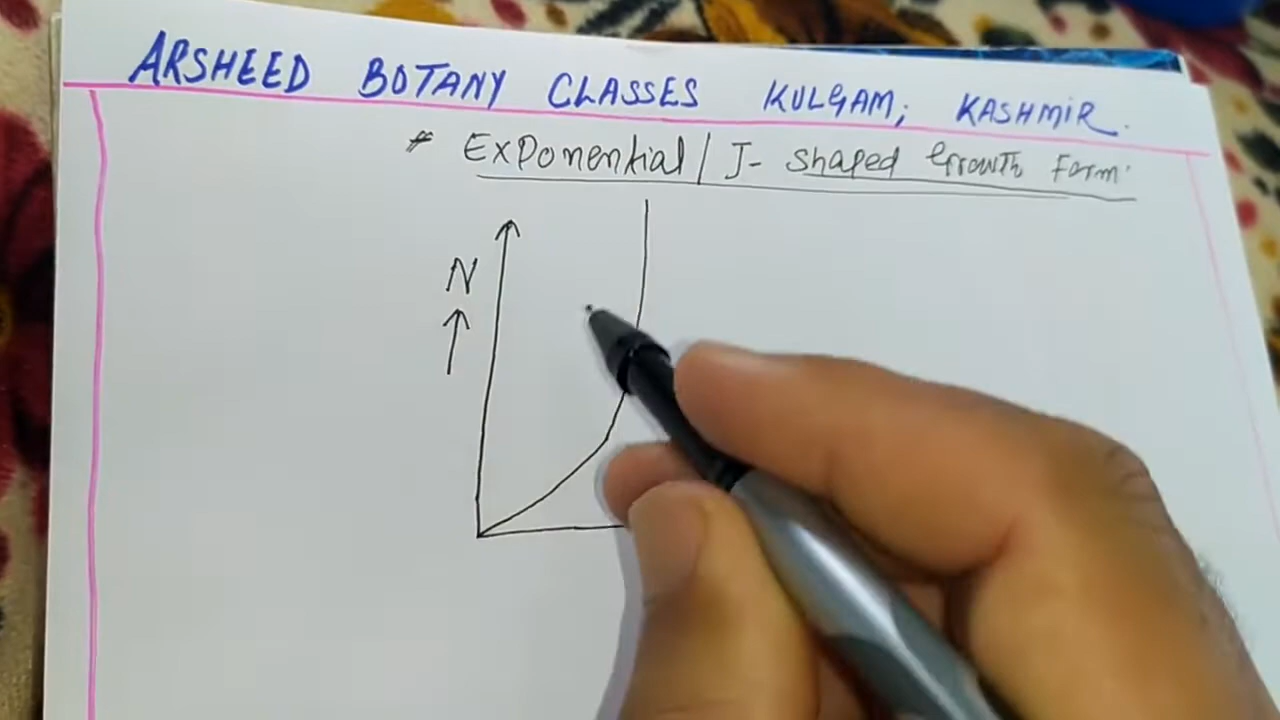 ARSHEED BOTANY CLASSES KULGAM, KASHMIR.
* Exponential / J- shaped Growth Form.
N